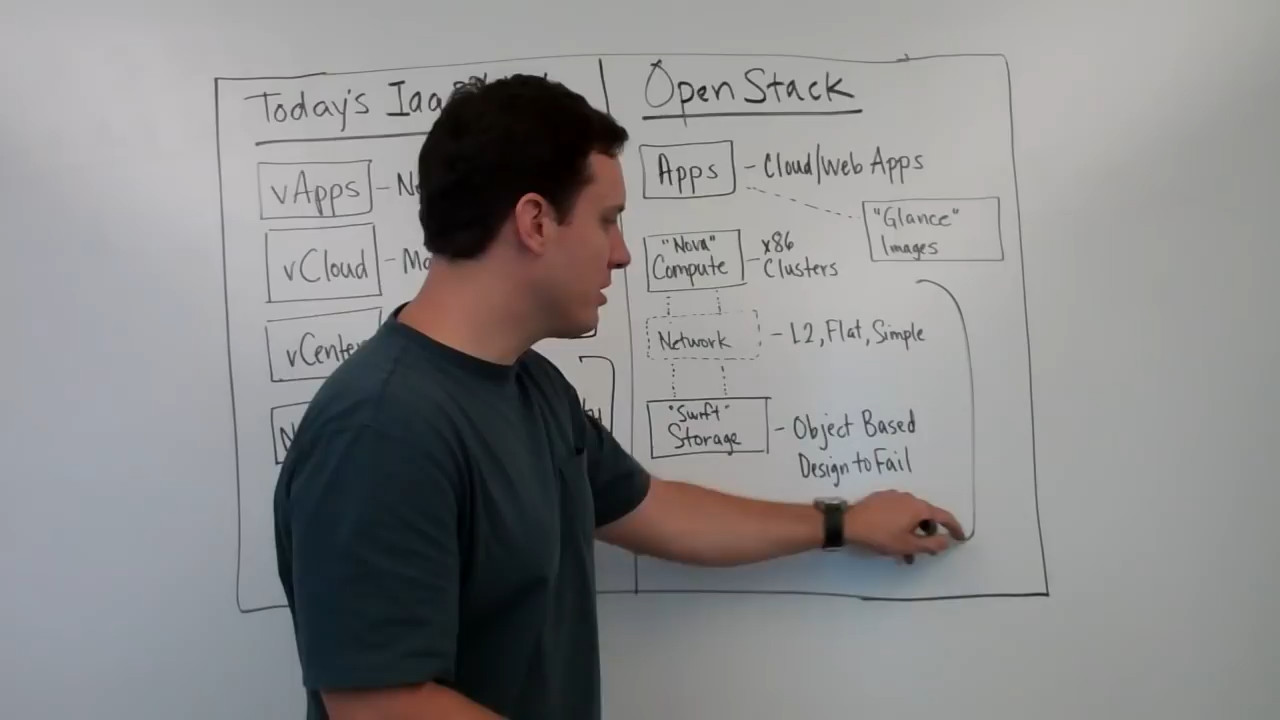 Today's Iaa
vApps -
vCloud -
vCenter
OpenStack
Apps - Cloud/Web Apps
"Glance"
Images
"Nova"
Compute - x86
Clusters
Network - L2, Flat, Simple
"Swift"
Storage - Object Based
Design to Fail